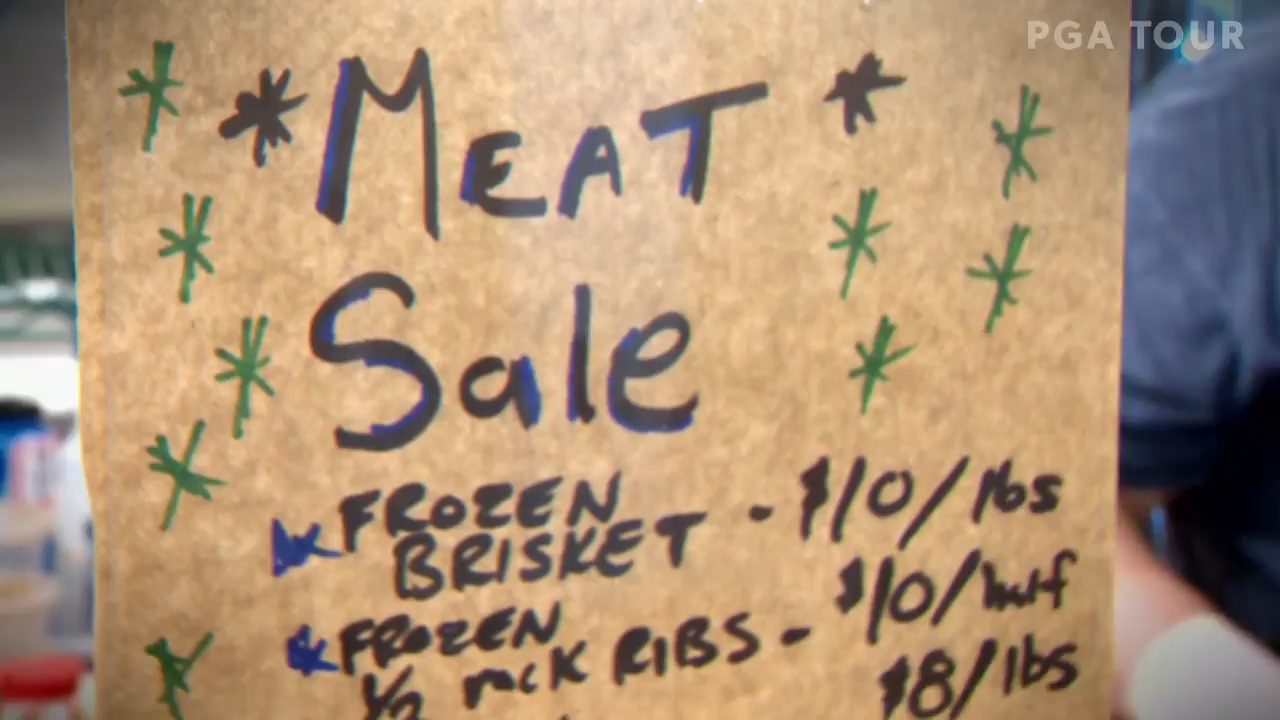 PGA TOUR
* MEAT *
Sale
FROZEN
BRISKET - $10/lbs
FROZEN
1/2 rack RIBS - $10/half
$8/lbs